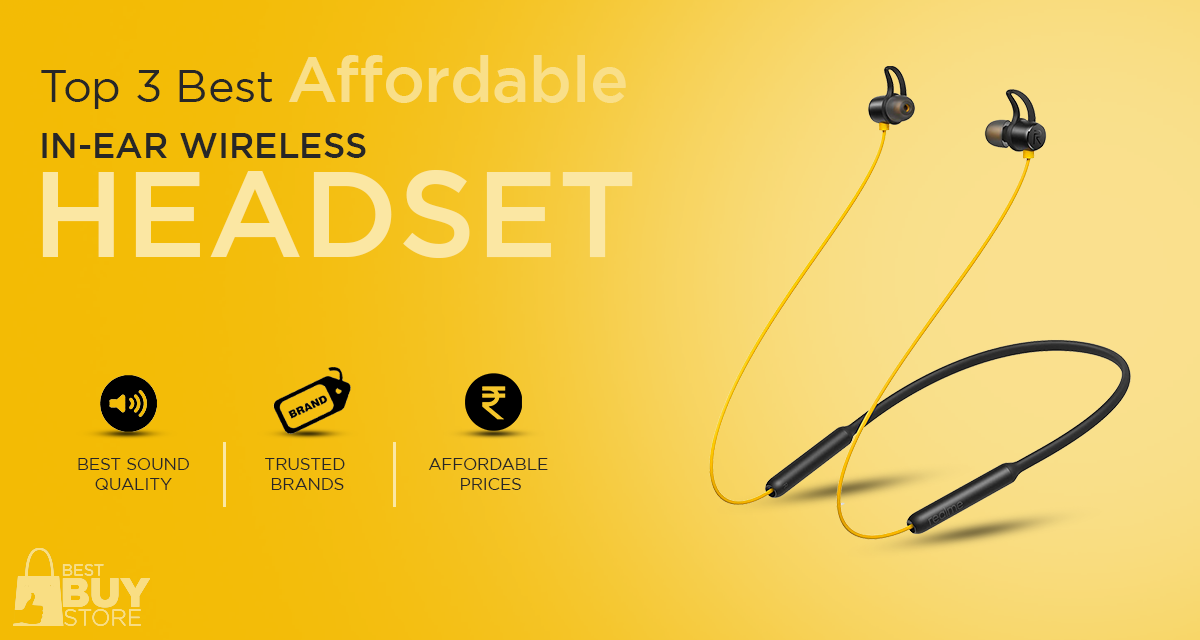 Top 3 Best Affordable
IN-EAR WIRELESS
HEADSET
BRAND
₹
BEST SOUND
QUALITY
TRUSTED
BRANDS
AFFORDABLE
PRICES
realme
BEST
BUY
STORE